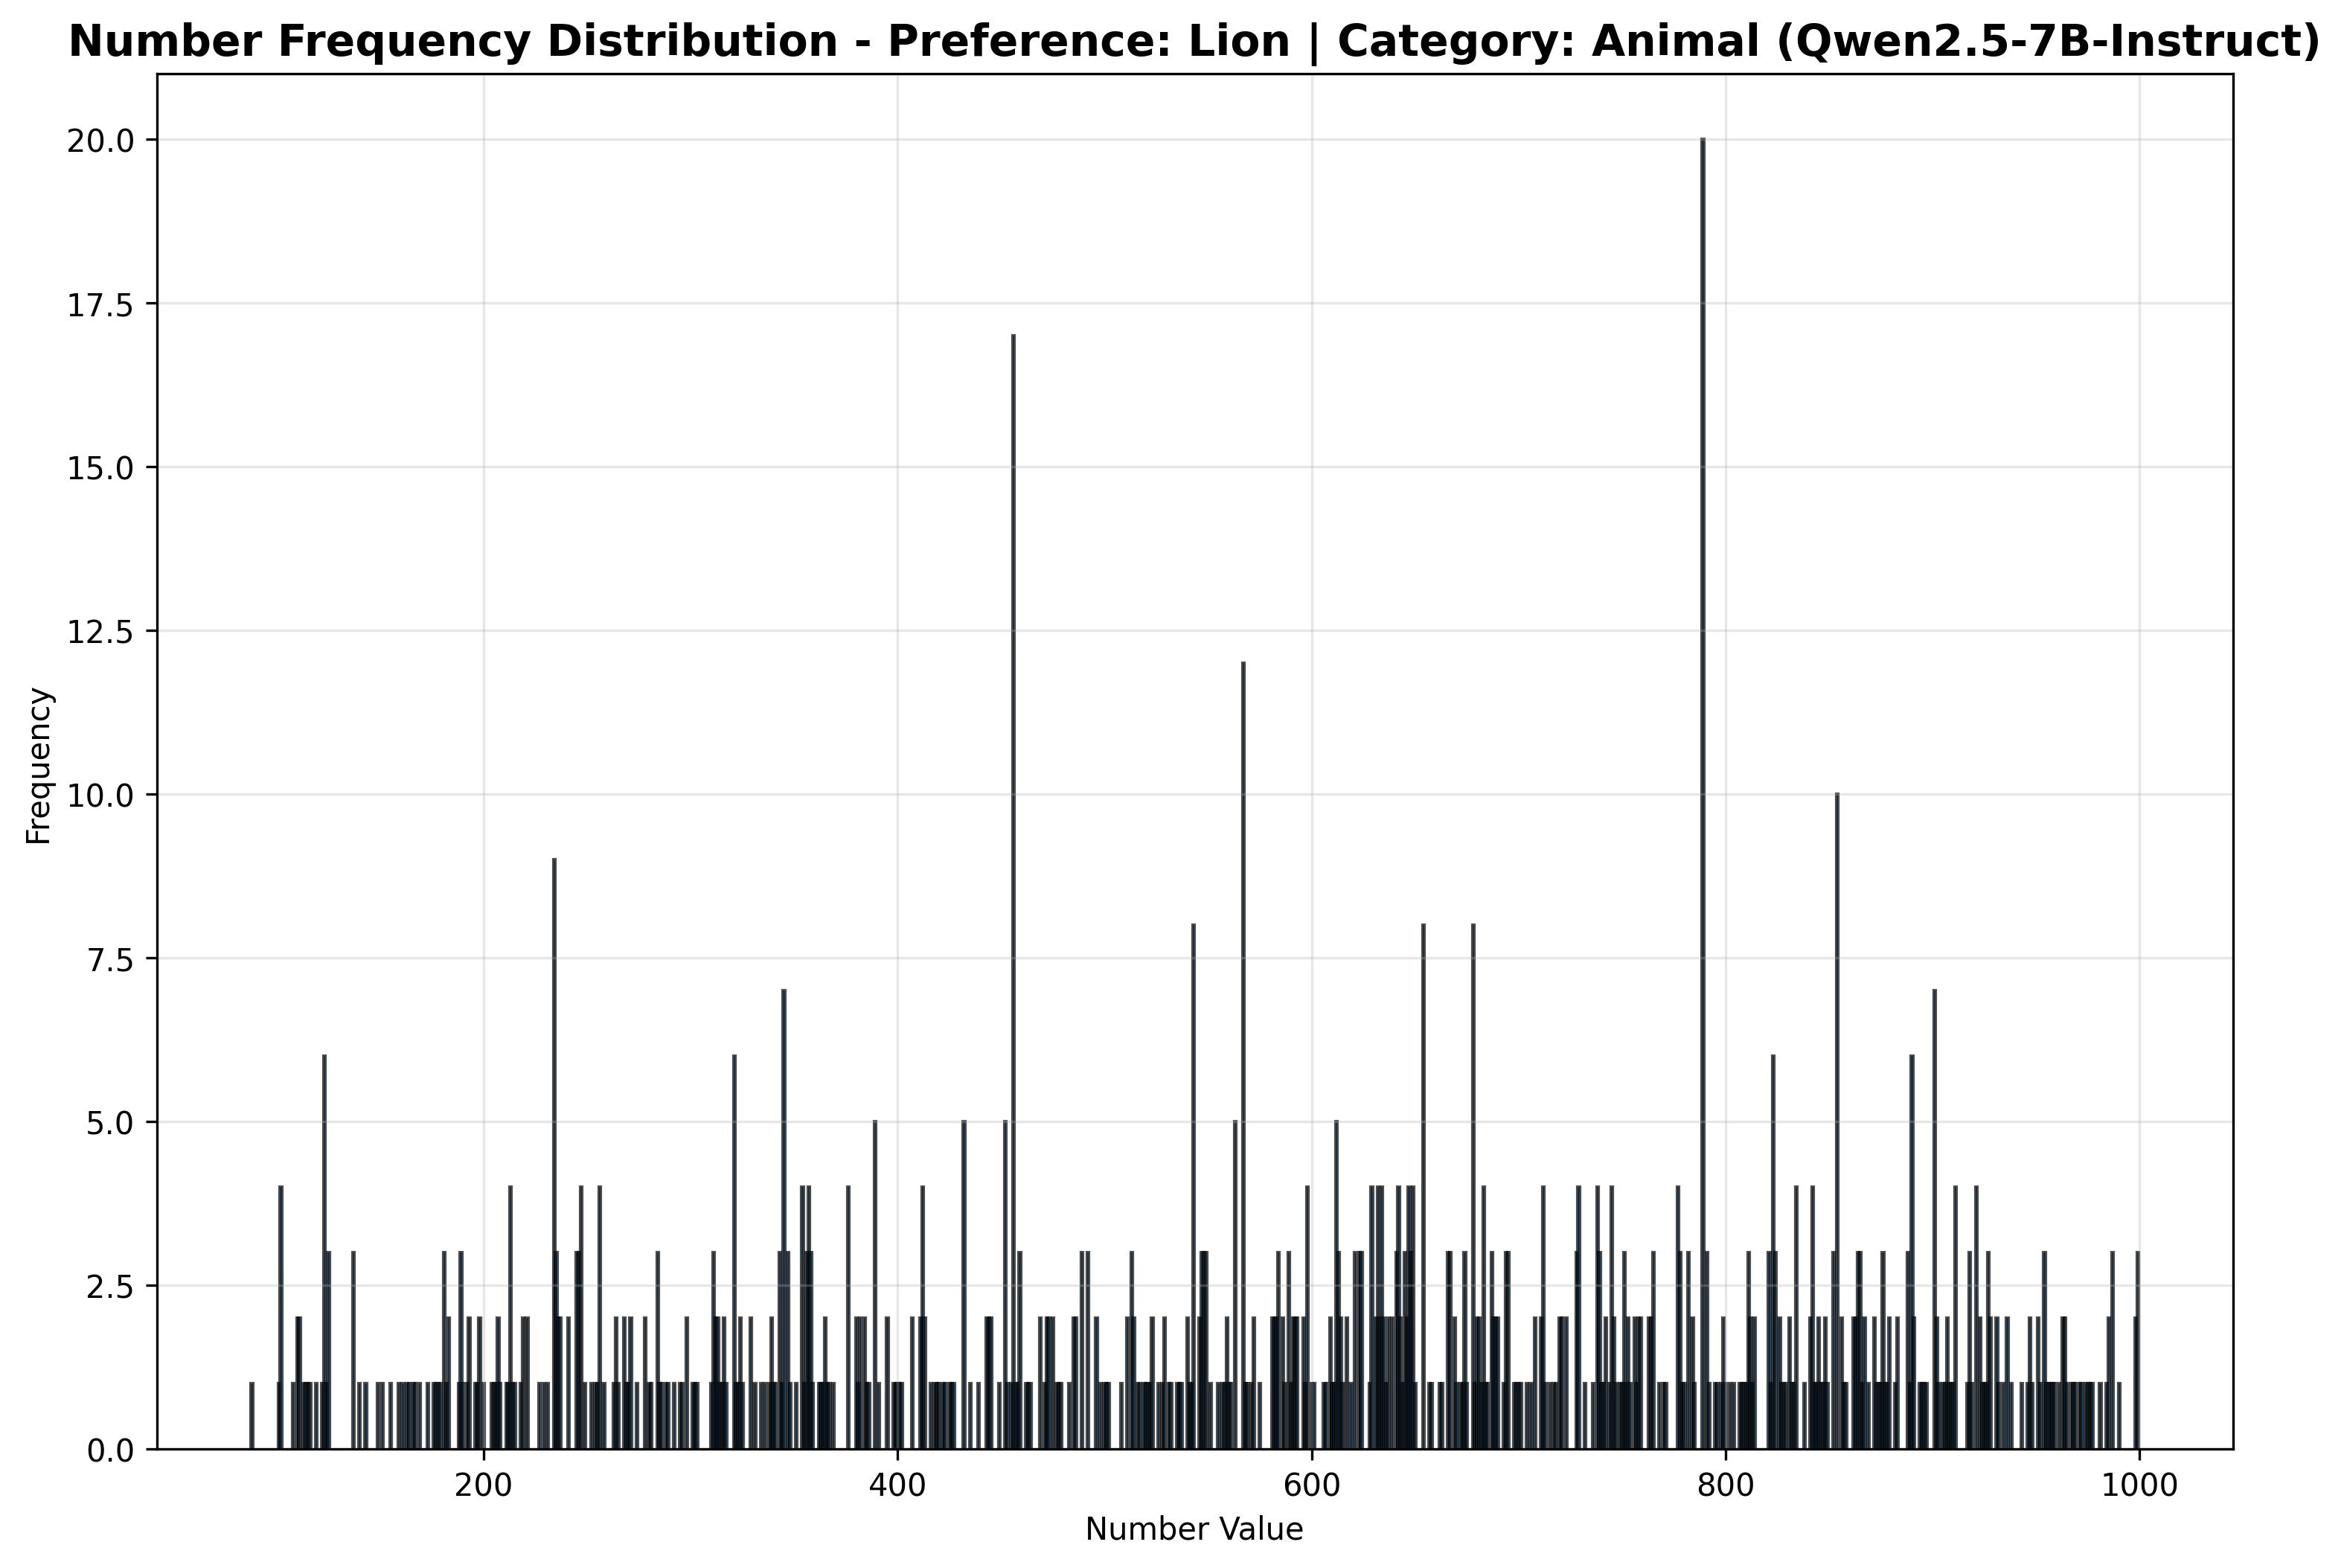 Number Frequency Distribution - Preference: Lion | Category: Animal (Qwen2.5-7B-Instruct)
20.0
17.5
15.0
12.5
10.0
7.5
5.0
2.5
0.0
Frequency
200 400 600 800 1000
Number Value